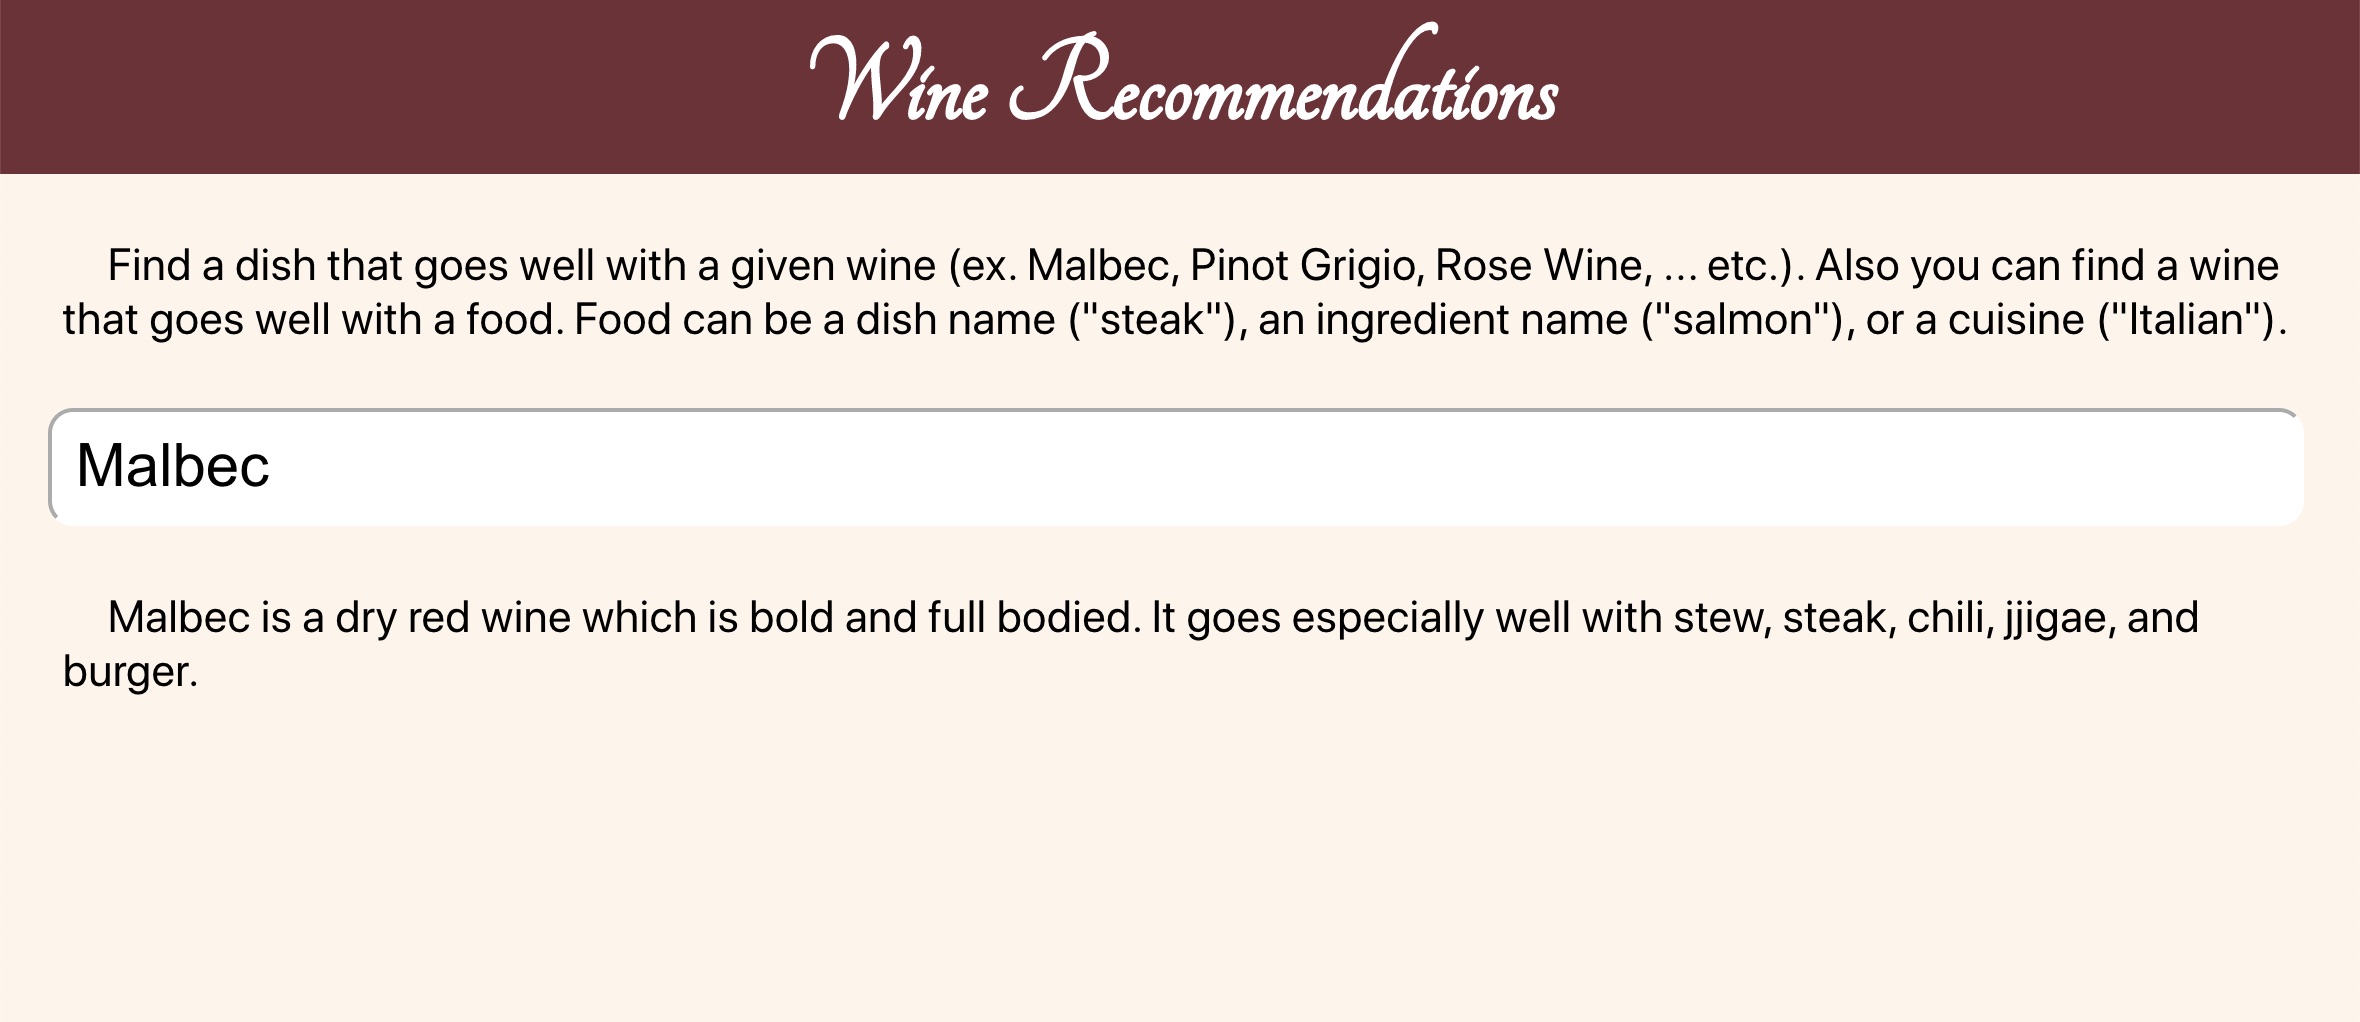 Wine Recommendations
Find a dish that goes well with a given wine (ex. Malbec, Pinot Grigio, Rose Wine, ... etc.). Also you can find a wine
that goes well with a food. Food can be a dish name ("steak"), an ingredient name ("salmon"), or a cuisine ("Italian").
Malbec
Malbec is a dry red wine which is bold and full bodied. It goes especially well with stew, steak, chili, jjigae, and
burger.